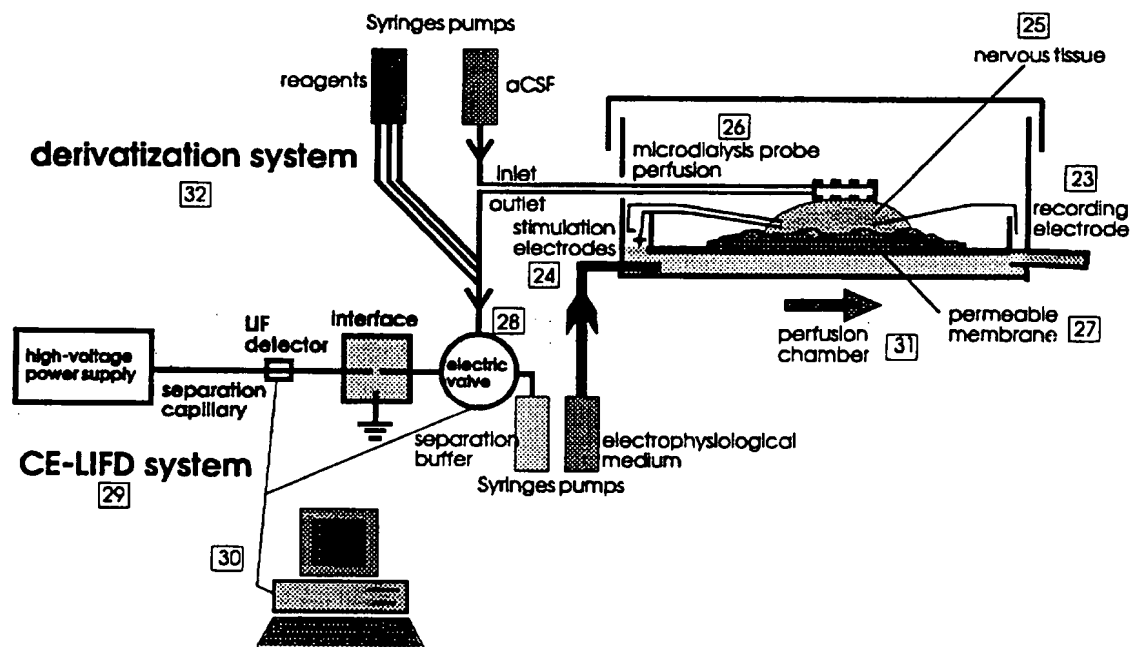 Syringes pumps
reagents
aCSF
25
nervous tissue
derivatization system
32
26
microdialysis probe
perfusion
inlet
outlet
23
recording
electrode
stimulation
electrodes
24
28
permeable
membrane
27
perfusion
chamber
31
LIF
detector
interface
high-voltage
power supply
electric
valve
separation
capillary
separation
buffer
electrophysiological
medium
CE-LIFD system
29
Syringes pumps
30
+